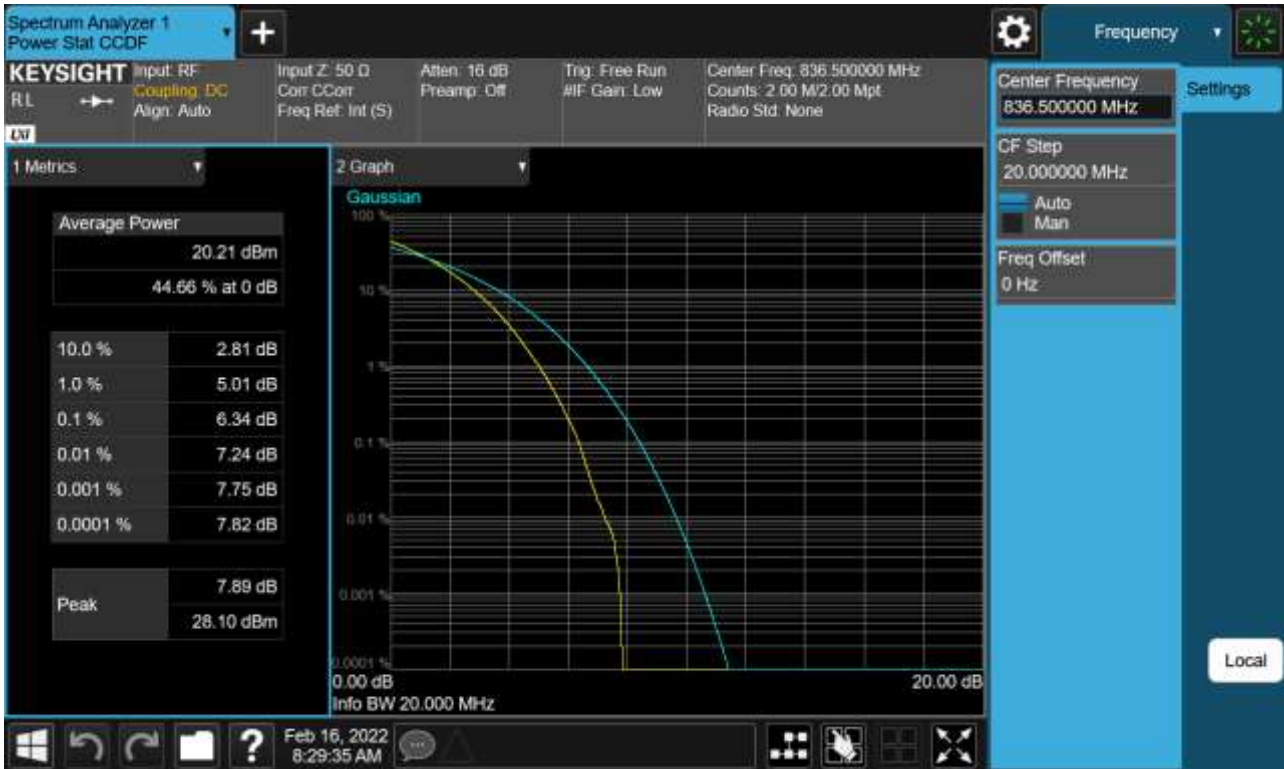 Spectrum Analyzer 1
Power Stat CCDF
Frequency
KEYSIGHT
RL
LXI
Input: RF
Coupling: DC
Align: Auto
Input Z: 50 Ω
Corr CCorr
Freq Ref: Int (S)
Atten: 16 dB
Preamp: Off
Trig: Free Run
#IF Gain: Low
Center Freq: 836.500000 MHz
Counts: 2.00 M/2.00 Mpt
Radio Std: None
Center Frequency
836.500000 MHz
Settings
CF Step
20.000000 MHz
Auto
Man
Freq Offset
0 Hz
1 Metrics
Average Power
20.21 dBm
44.66 % at 0 dB
10.0 % 2.81 dB
1.0 % 5.01 dB
0.1 % 6.34 dB
0.01 % 7.24 dB
0.001 % 7.75 dB
0.0001 % 7.82 dB
Peak
7.89 dB
28.10 dBm
2 Graph
Gaussian
100 %
10 %
1 %
0.1 %
0.01 %
0.001 %
0.0001 %
0.00 dB 20.00 dB
Info BW 20.000 MHz
Local
?
Feb 16, 2022
8:29:35 AM